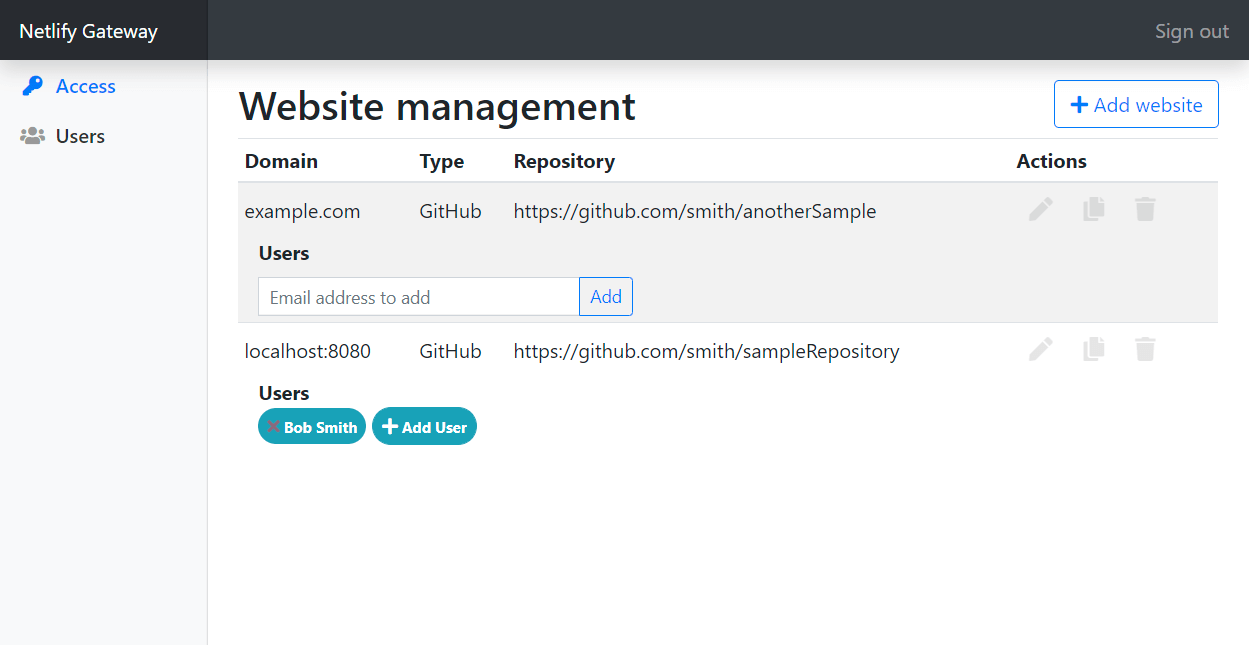 Netlify Gateway
Sign out
Access
Users
Website management
Add website
Domain Type Repository Actions
example.com GitHub https://github.com/smith/anotherSample
Users
Email address to add Add
localhost:8080 GitHub https://github.com/smith/sampleRepository
Users
Bob Smith Add User